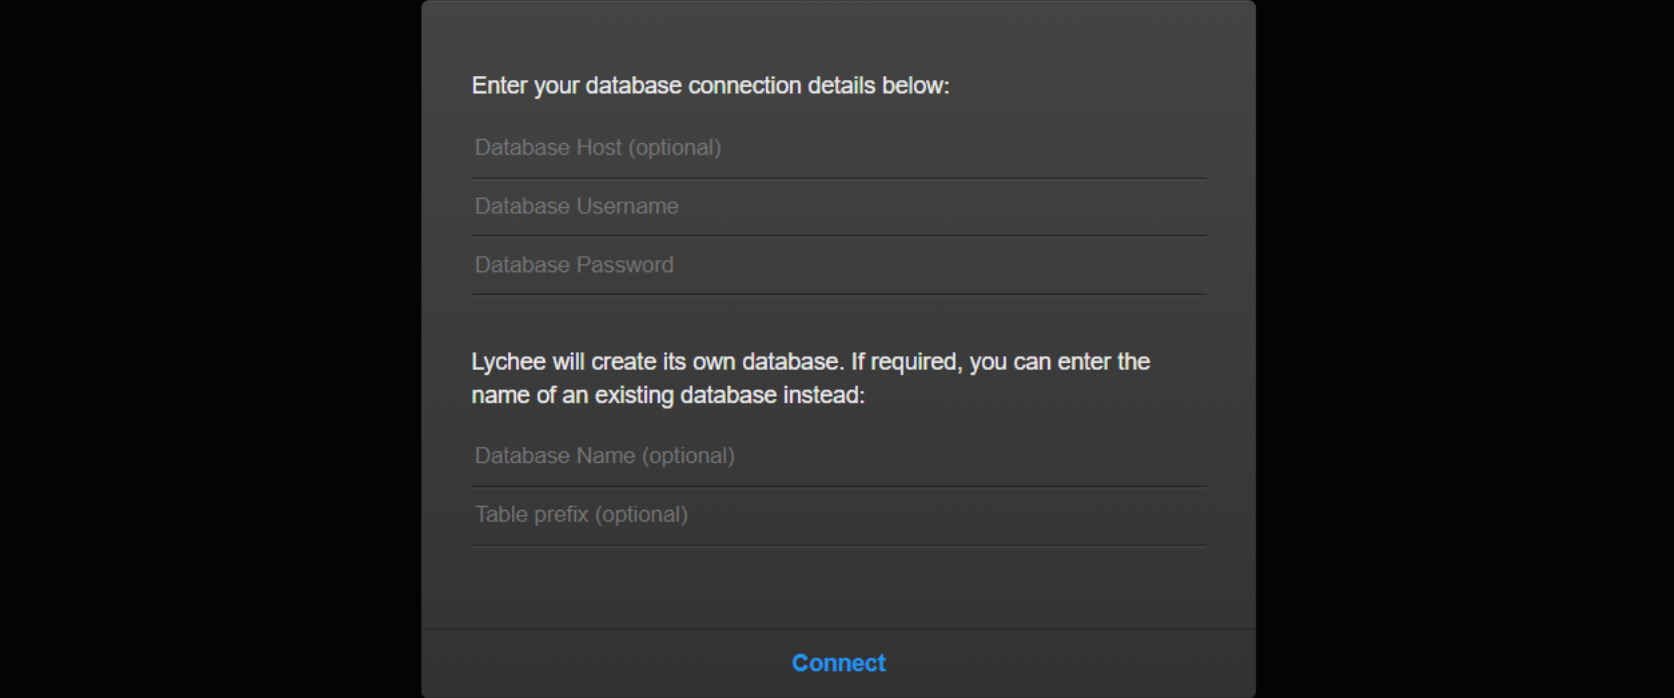 Enter your database connection details below:
Database Host (optional)
Database Username
Database Password
Lychee will create its own database. If required, you can enter the
name of an existing database instead:
Database Name (optional)
Table prefix (optional)
Connect